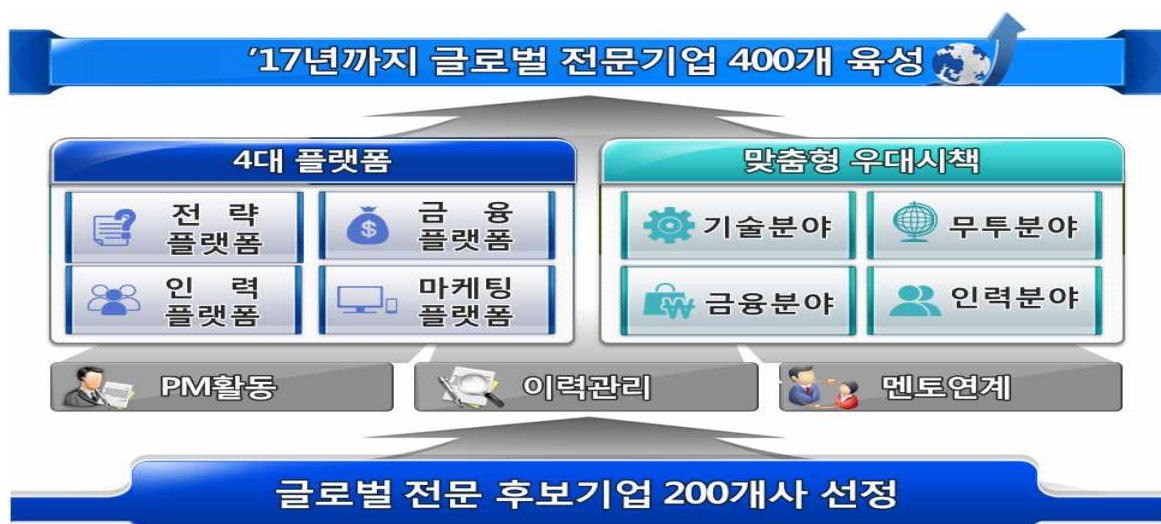 ’17년까지 글로벌 전문기업 400개 육성
4대 플랫폼
전 략
플랫폼
금 융
플랫폼
인 력
플랫폼
마케팅
플랫폼
맞춤형 우대시책
기술분야
무투분야
금융분야
인력분야
PM활동
이력관리
멘토연계
글로벌 전문 후보기업 200개사 선정